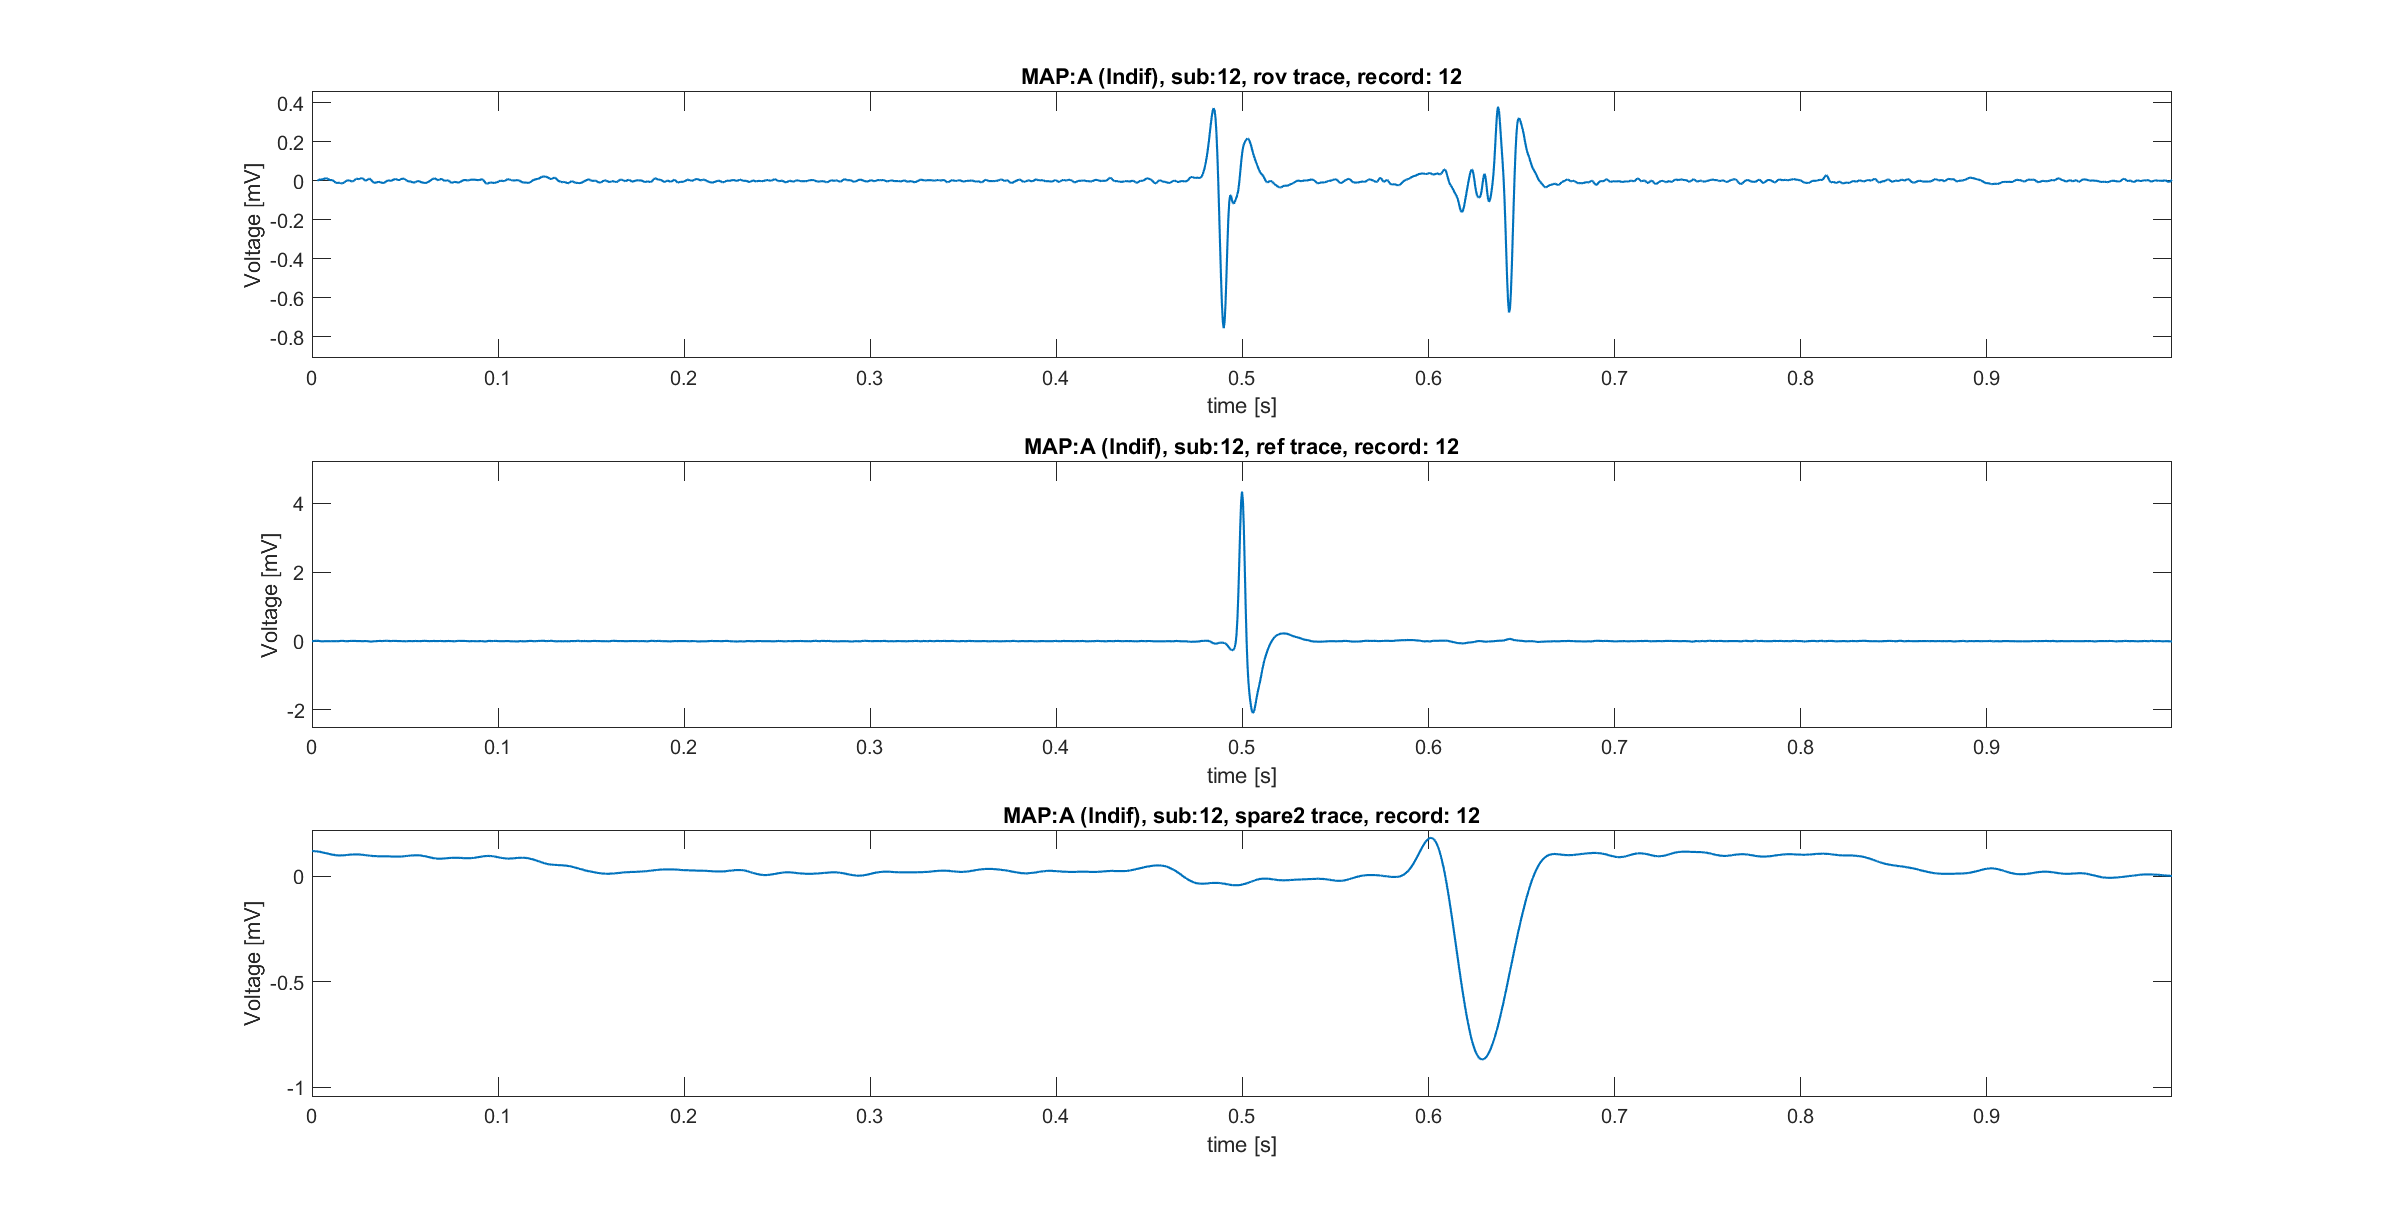 MAP:A (Indif), sub:12, rov trace, record: 12
0.4
0.2
0
-0.2
-0.4
-0.6
-0.8
Voltage [mV]
0 0.1 0.2 0.3 0.4 0.5 0.6 0.7 0.8 0.9
time [s]
MAP:A (Indif), sub:12, ref trace, record: 12
4
2
0
-2
Voltage [mV]
0 0.1 0.2 0.3 0.4 0.5 0.6 0.7 0.8 0.9
time [s]
MAP:A (Indif), sub:12, spare2 trace, record: 12
0
-0.5
-1
Voltage [mV]
0 0.1 0.2 0.3 0.4 0.5 0.6 0.7 0.8 0.9
time [s]